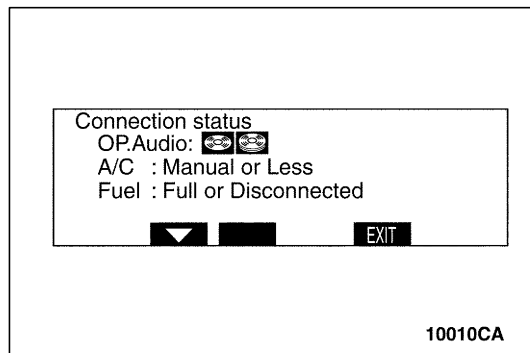 Connection status
OP.Audio:
A/C : Manual or Less
Fuel : Full or Disconnected
EXIT
10010CA